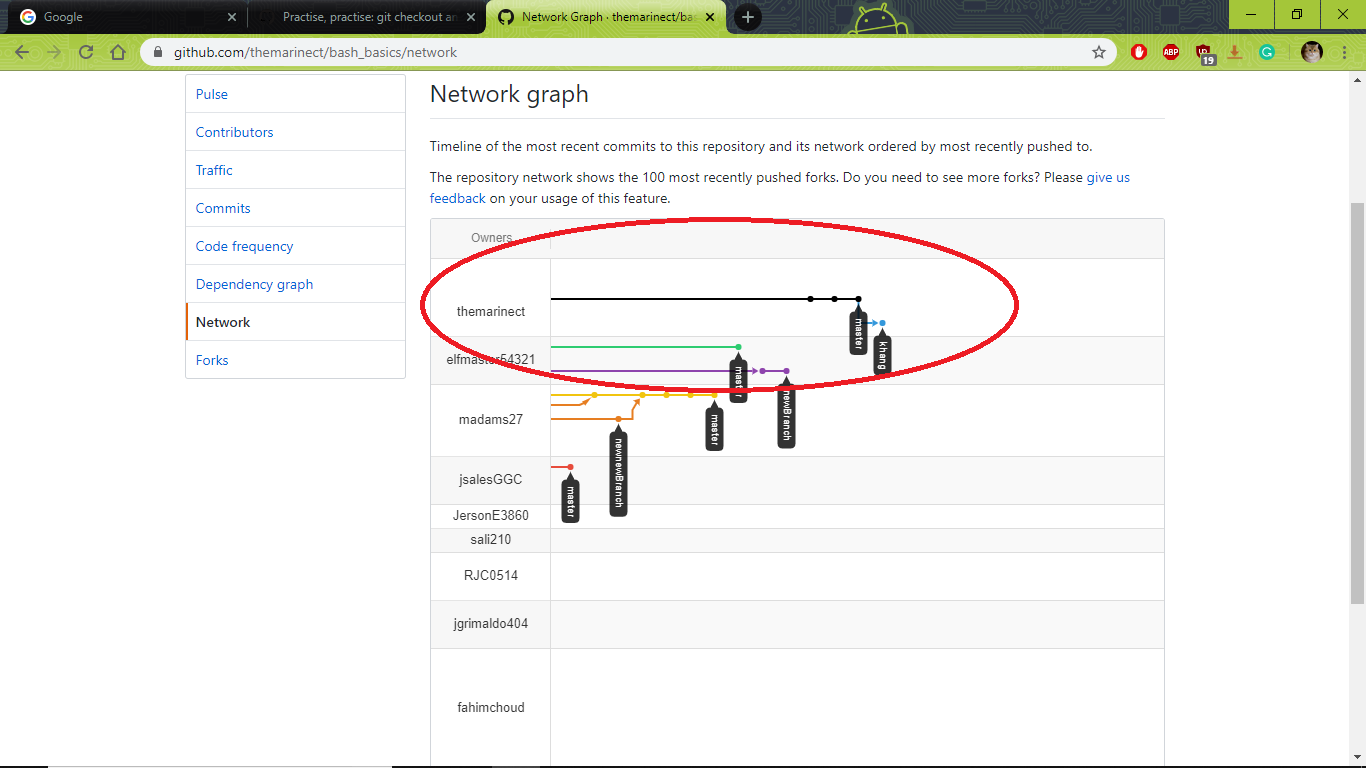 Google
Practise, practise: git checkout an
Network Graph · themarinect/bas
github.com/themarinect/bash_basics/network
ABP
19
Pulse
Contributors
Traffic
Commits
Code frequency
Dependency graph
Network
Forks
Network graph
Timeline of the most recent commits to this repository and its network ordered by most recently pushed to.
The repository network shows the 100 most recently pushed forks. Do you need to see more forks? Please give us
feedback on your usage of this feature.
Owners
themarinect
master
khang
elfmaster54321
master
newBranch
madams27
master
newnewBranch
jsalesGGC
master
JersonE3860
sali210
RJC0514
jgrimaldo404
fahimchoud